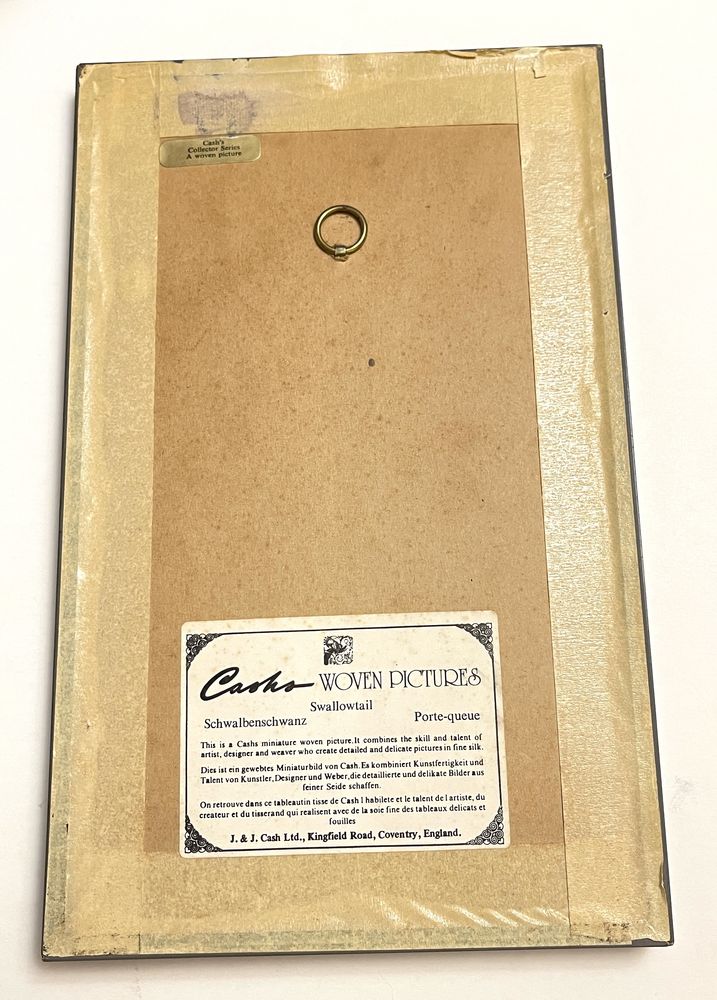 Cash's
Collector Series
A woven picture
Cashs WOVEN PICTURES
Swallowtail
Schwalbenschwanz Porte-queue
This is a Cashs miniature woven picture.It combines the skill and talent of
artist, designer and weaver who create detailed and delicate pictures in fine silk.
Dies ist ein gewebtes Miniaturbild von Cash.Es kombiniert Kunstfertigkeit und
Talent von Kunstler,Designer und Weber,die detaillierte und delikate Bilder aus
feiner Seide schaffen.
On retrouve dans ce tableautin tisse de Cash l habilete et le talent de l artiste, du
createur et du tisserand qui realisent avec de la soie fine des tableaux delicats et
fouilles
J. & J. Cash Ltd., Kingfield Road, Coventry, England.